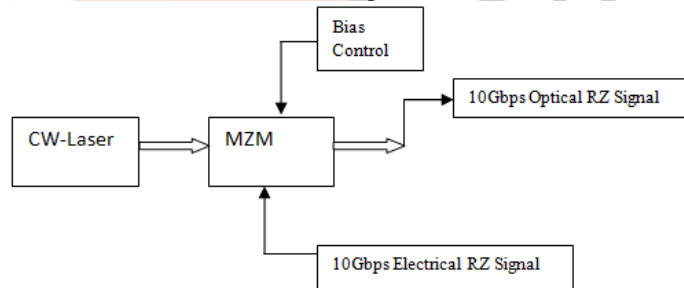 Bias
Control
10Gbps Optical RZ Signal
CW-Laser
MZM
10Gbps Electrical RZ Signal